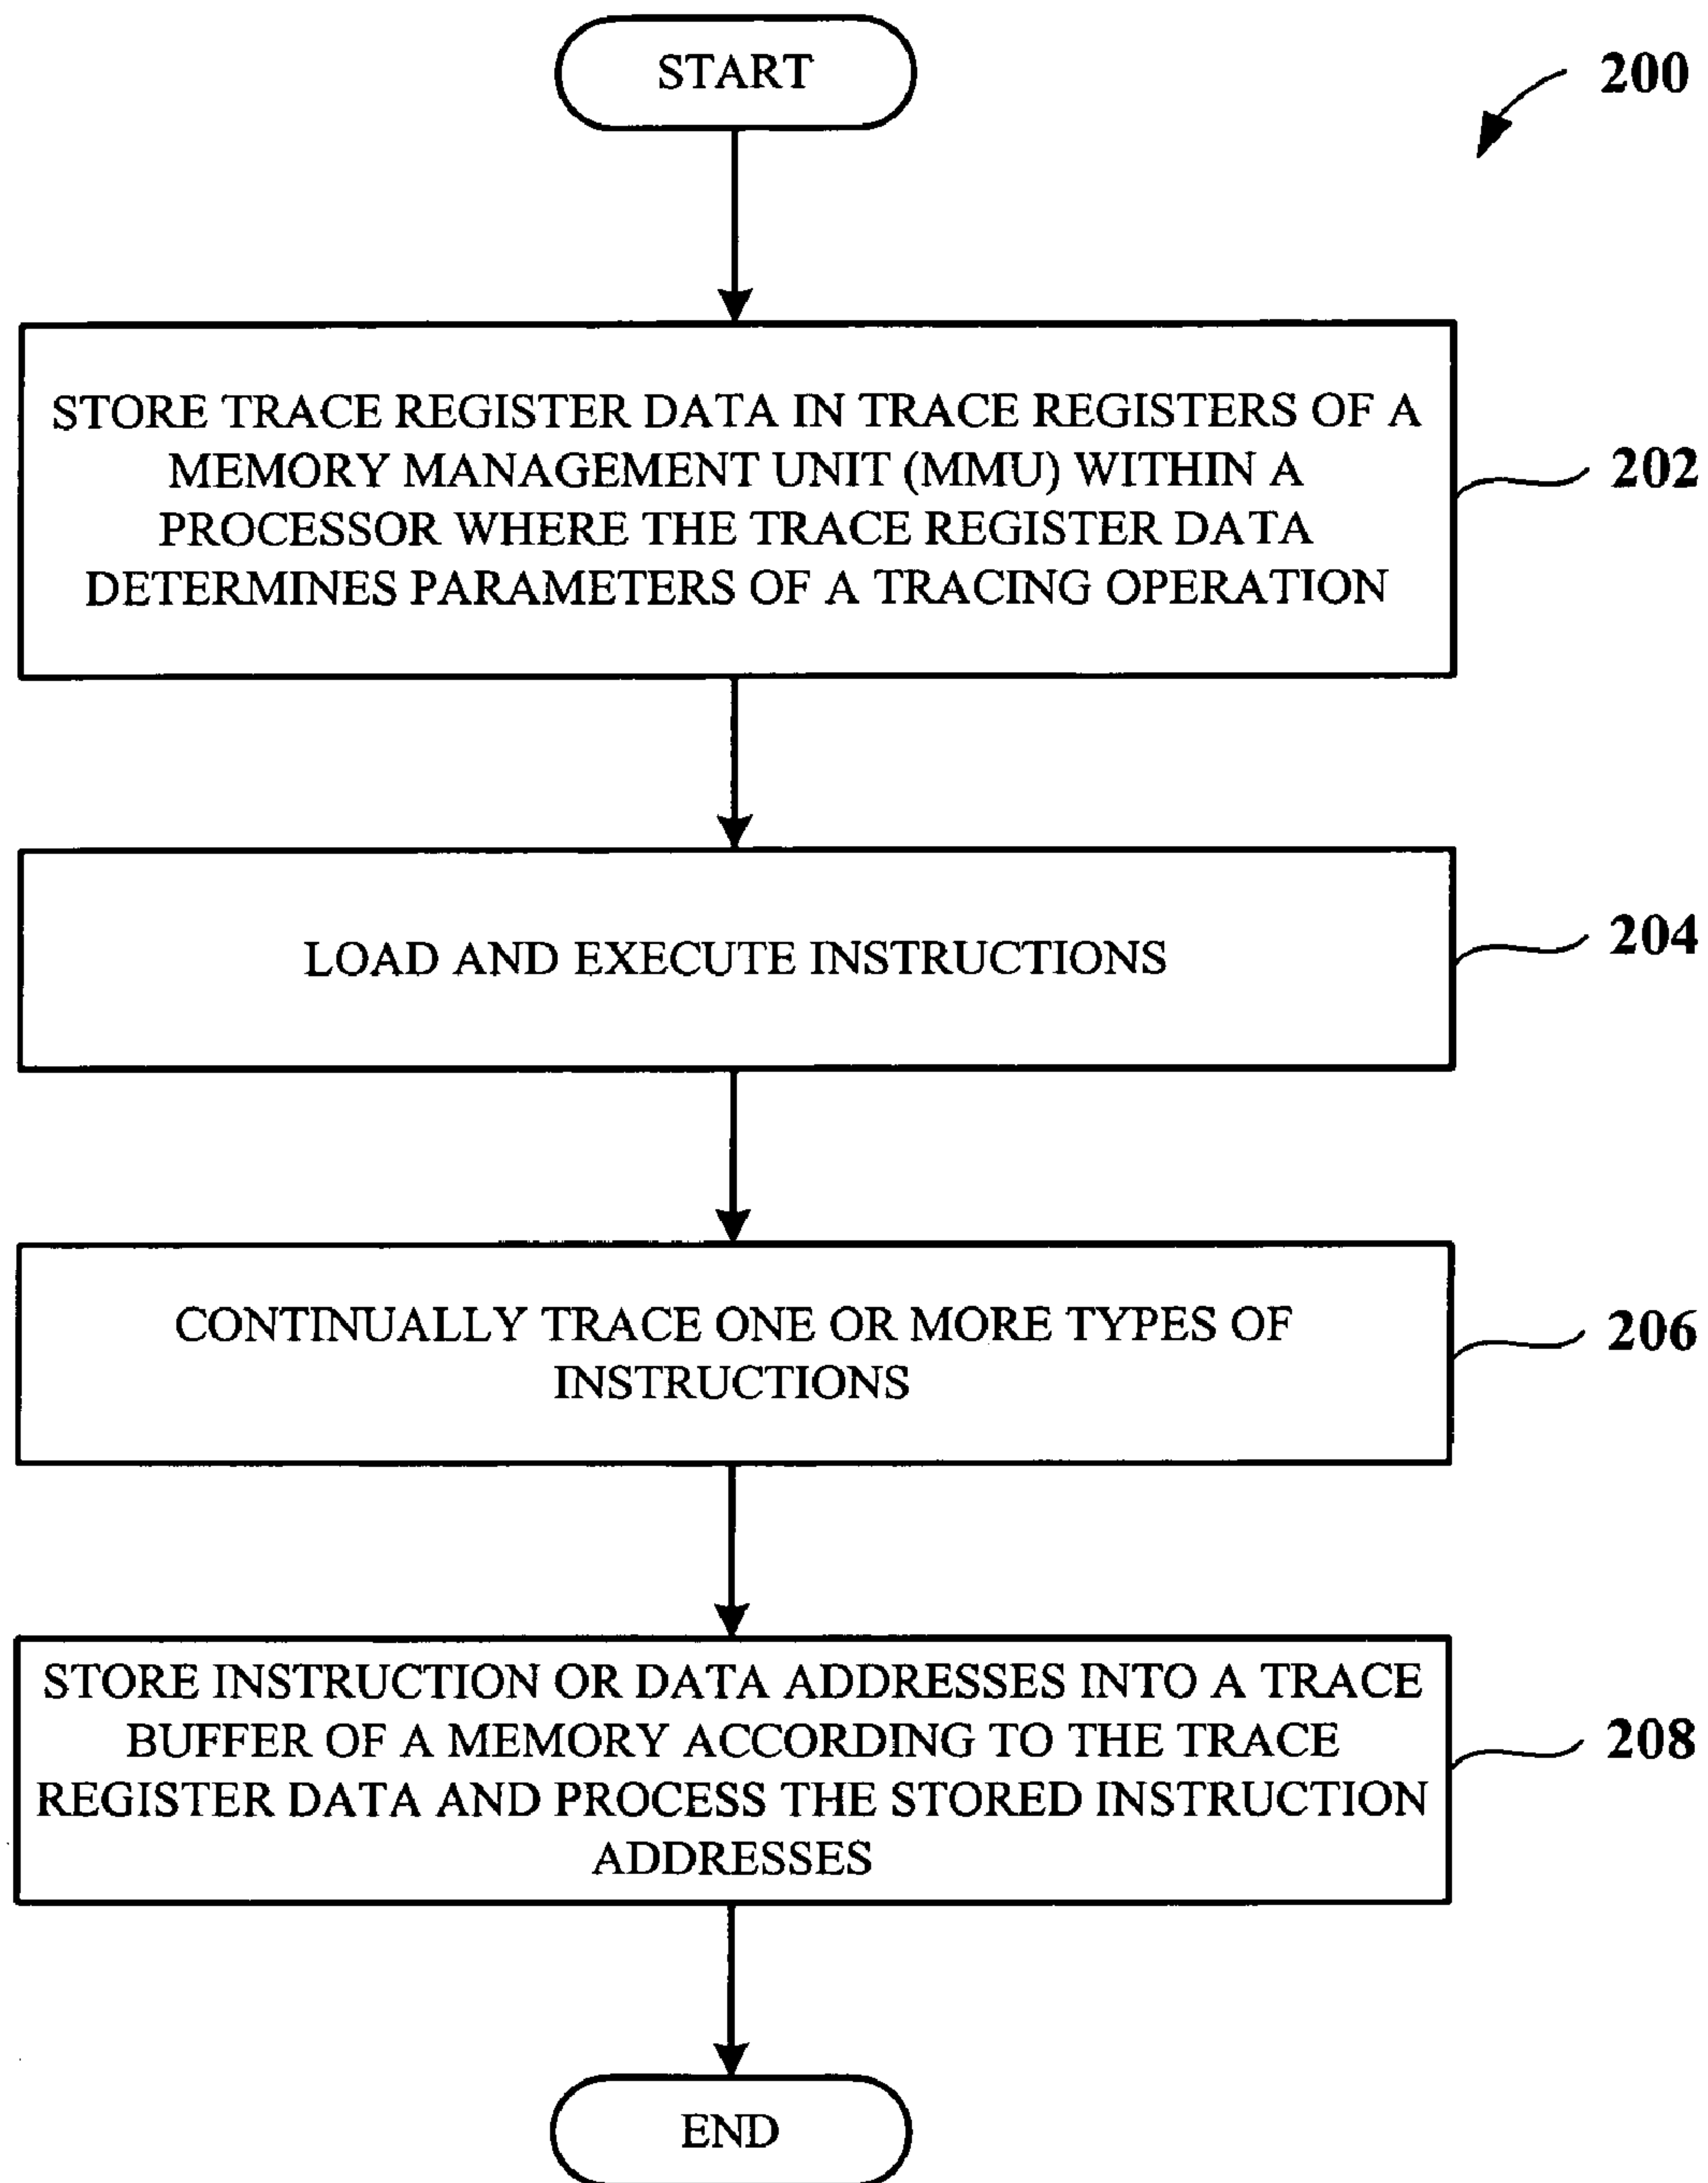 START
200
STORE TRACE REGISTER DATA IN TRACE REGISTERS OF A
MEMORY MANAGEMENT UNIT (MMU) WITHIN A
PROCESSOR WHERE THE TRACE REGISTER DATA
DETERMINES PARAMETERS OF A TRACING OPERATION
202
LOAD AND EXECUTE INSTRUCTIONS
204
CONTINUALLY TRACE ONE OR MORE TYPES OF
INSTRUCTIONS
206
STORE INSTRUCTION OR DATA ADDRESSES INTO A TRACE
BUFFER OF A MEMORY ACCORDING TO THE TRACE
REGISTER DATA AND PROCESS THE STORED INSTRUCTION
ADDRESSES
208
END